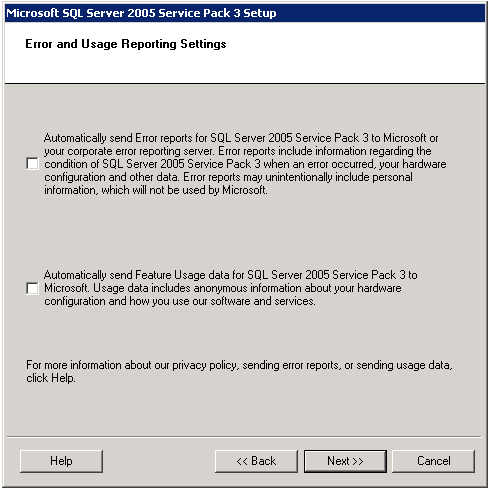 Microsoft SQL Server 2005 Service Pack 3 Setup
Error and Usage Reporting Settings
Automatically send Error reports for SQL Server 2005 Service Pack 3 to Microsoft or
your corporate error reporting server. Error reports include information regarding the
condition of SQL Server 2005 Service Pack 3 when an error occurred, your hardware
configuration and other data. Error reports may unintentionally include personal
information, which will not be used by Microsoft.
Automatically send Feature Usage data for SQL Server 2005 Service Pack 3 to
Microsoft. Usage data includes anonymous information about your hardware
configuration and how you use our software and services.
For more information about our privacy policy, sending error reports, or sending usage data,
click Help.
Help
<< Back
Next >>
Cancel